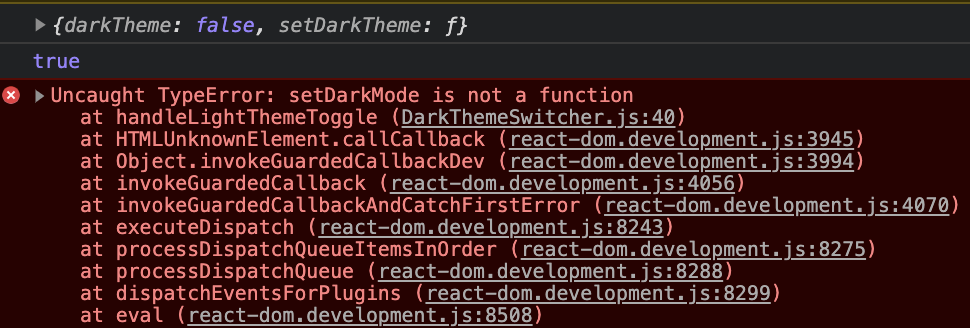 {darkTheme: false, setDarkTheme: ƒ}
true
Uncaught TypeError: setDarkMode is not a function
at handleLightThemeToggle (DarkThemeSwitcher.js:40)
at HTMLUnknownElement.callCallback (react-dom.development.js:3945)
at Object.invokeGuardedCallbackDev (react-dom.development.js:3994)
at invokeGuardedCallback (react-dom.development.js:4056)
at invokeGuardedCallbackAndCatchFirstError (react-dom.development.js:4070)
at executeDispatch (react-dom.development.js:8243)
at processDispatchQueueItemsInOrder (react-dom.development.js:8275)
at processDispatchQueue (react-dom.development.js:8288)
at dispatchEventsForPlugins (react-dom.development.js:8299)
at eval (react-dom.development.js:8508)